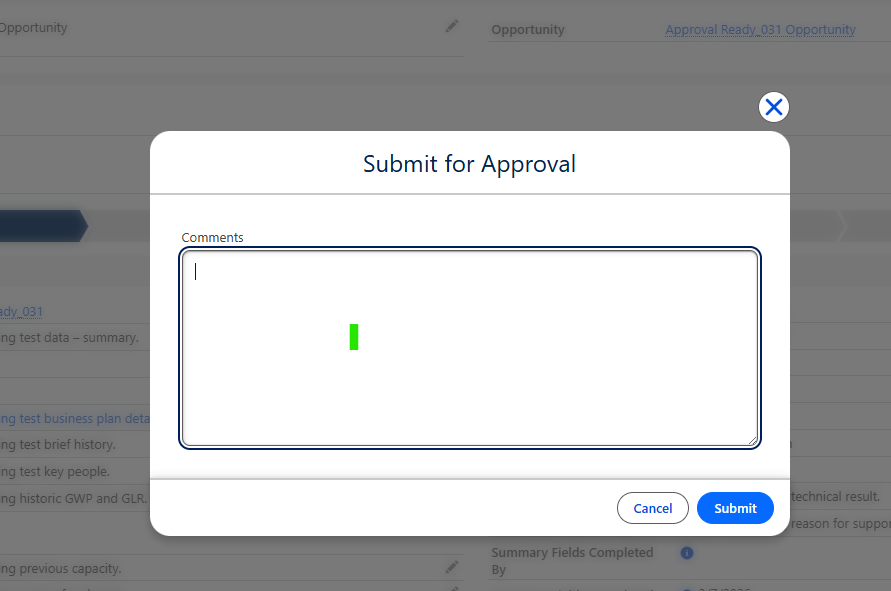 Opportunity
Opportunity
Approval Ready_031 Opportunity
Submit for Approval
Comments
ady_031
ng test data – summary.
ng test business plan deta
ng test brief history.
ng test key people.
ng historic GWP and GLR.
technical result.
reason for suppor
Cancel
Submit
Summary Fields Completed
By
ng previous capacity.